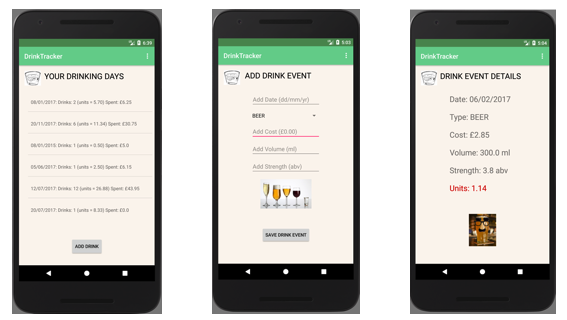 6:39
DrinkTracker
YOUR DRINKING DAYS
08/01/2017: Drinks: 2 (units = 5.70) Spent: £6.25
20/11/2017: Drinks: 6 (units = 11.34) Spent: £30.75
08/01/2015: Drinks: 1 (units = 0.50) Spent: £5.0
05/06/2017: Drinks: 1 (units = 2.50) Spent: £6.15
12/07/2017: Drinks: 12 (units = 26.88) Spent: £43.95
20/07/2017: Drinks: 1 (units = 8.33) Spent: £0.0
ADD DRINK
5:03
DrinkTracker
ADD DRINK EVENT
Add Date (dd/mm/yr)
BEER
Add Cost (£0.00)
Add Volume (ml)
Add Strength (abv)
SAVE DRINK EVENT
5:04
DrinkTracker
DRINK EVENT DETAILS
Date: 06/02/2017
Type: BEER
Cost: £2.85
Volume: 300.0 ml
Strength: 3.8 abv
Units: 1.14